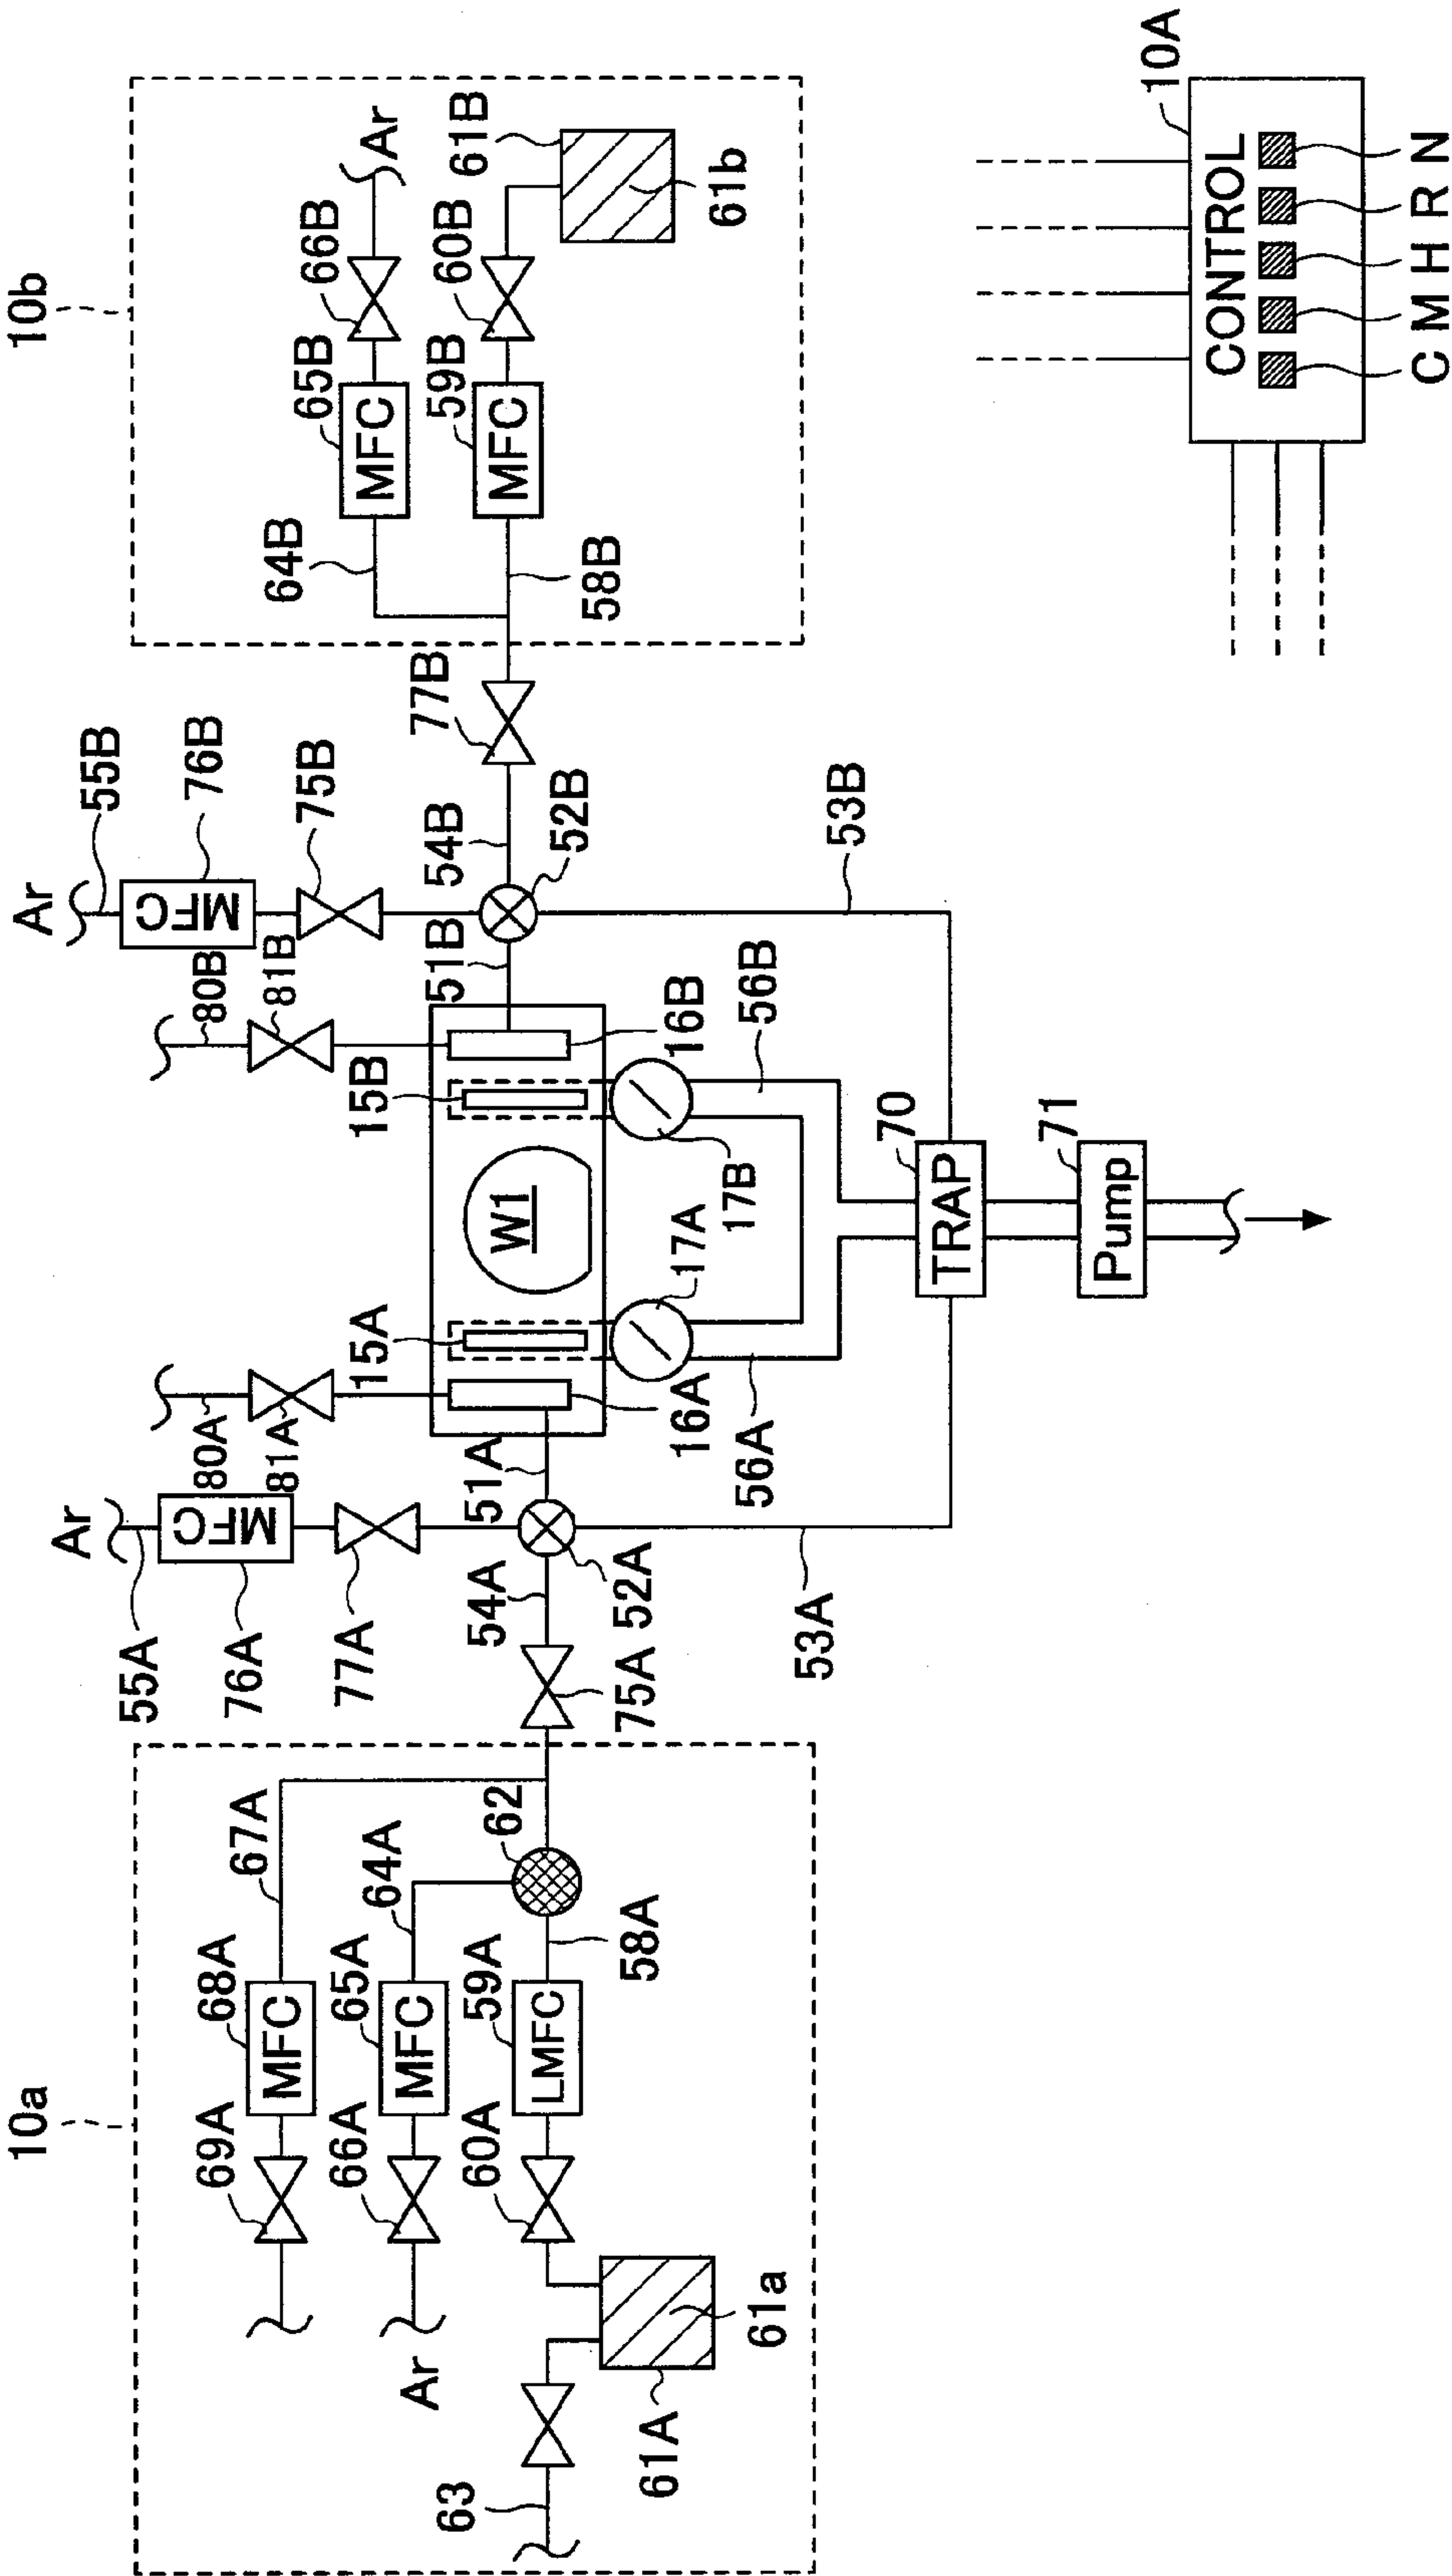 10a
10b
69A
68A
67A
MFC
66A
65A
64A
MFC
Ar
60A
59A
62
LMFC
58A
63
61A
61a
55A
Ar
76A
MFC
77A
54A
75A
52A
53A
80A
81A
51A
15A
16A
17A
56A
W1
15B
16B
17B
56B
80B
81B
51B
Ar
55B
MFC
76B
75B
54B
52B
53B
77B
70
TRAP
71
Pump
64B
65B
66B
MFC
Ar
58B
59B
60B
MFC
61B
61b
10A
CONTROL
C M H R N